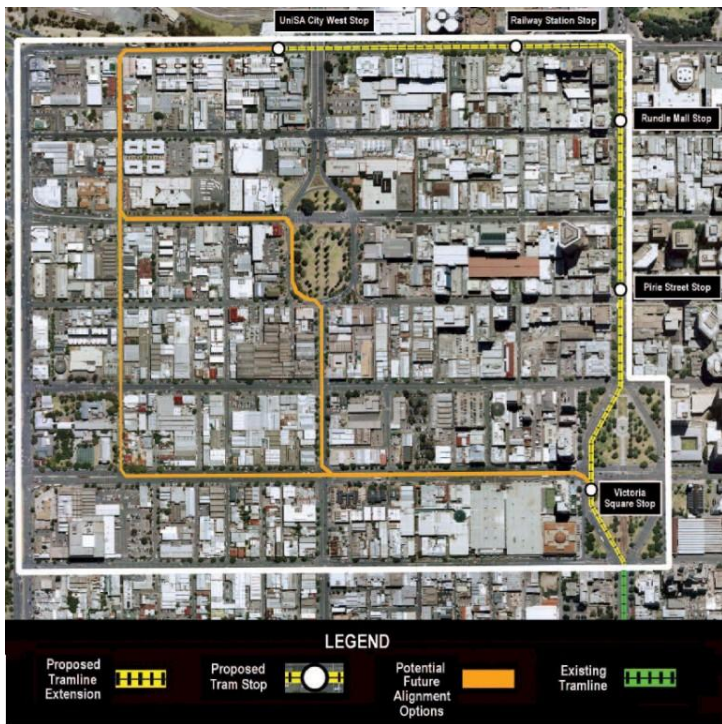 UniSA City West Stop
Railway Station Stop
Rundle Mall Stop
Pirie Street Stop
Victoria
Square Stop
LEGEND
Proposed
Tramline
Extension
Proposed
Tram Stop
Potential
Future
Alignment
Options
Existing
Tramline